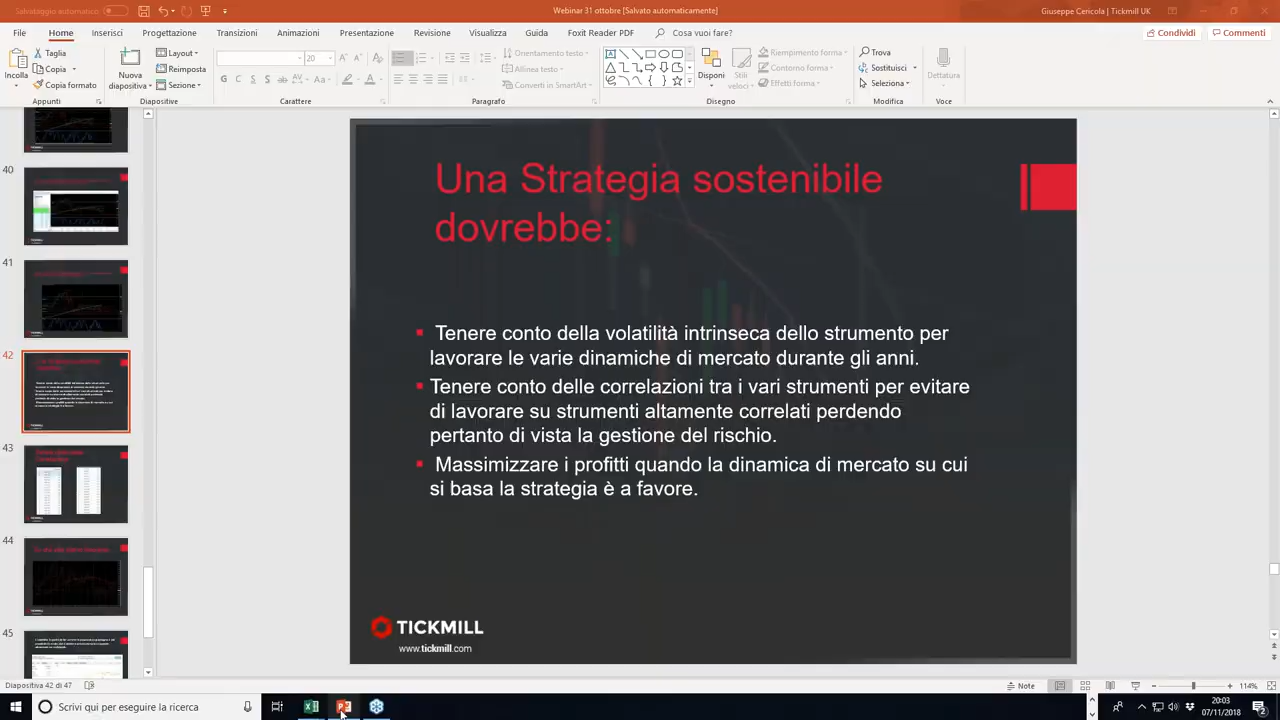 Salvataggio automatico
Webinar 31 ottobre [Salvato automaticamente]
Giuseppe Cericola | Tickmill UK
File Home Inserisci Progettazione Transizioni Animazioni Presentazione Revisione Visualizza Guida Foxit Reader PDF Cosa vuoi fare?
Condividi Commenti
Incolla
Taglia
Copia
Copia formato
Appunti
Nuova
diapositiva
Layout
Reimposta
Sezione
Diapositive
20
Carattere
Orientamento testo
Allinea testo
Converti in SmartArt
Paragrafo
Disponi
Stili
veloci
Riempimento forma
Contorno forma
Effetti forma
Disegno
Trova
Sostituisci
Seleziona
Modifica
Dettatura
Voce
40
41
42
43
44
45
Una Strategia sostenibile
dovrebbe:
Tenere conto della volatilità intrinseca dello strumento per
lavorare le varie dinamiche di mercato durante gli anni.
Tenere conto delle correlazioni tra i vari strumenti per evitare
di lavorare su strumenti altamente correlati perdendo
pertanto di vista la gestione del rischio.
Massimizzare i profitti quando la dinamica di mercato su cui
si basa la strategia è a favore.
TICKMILL
www.tickmill.com
Diapositiva 42 di 47
Note
114%
Scrivi qui per eseguire la ricerca
20:03
07/11/2018
2